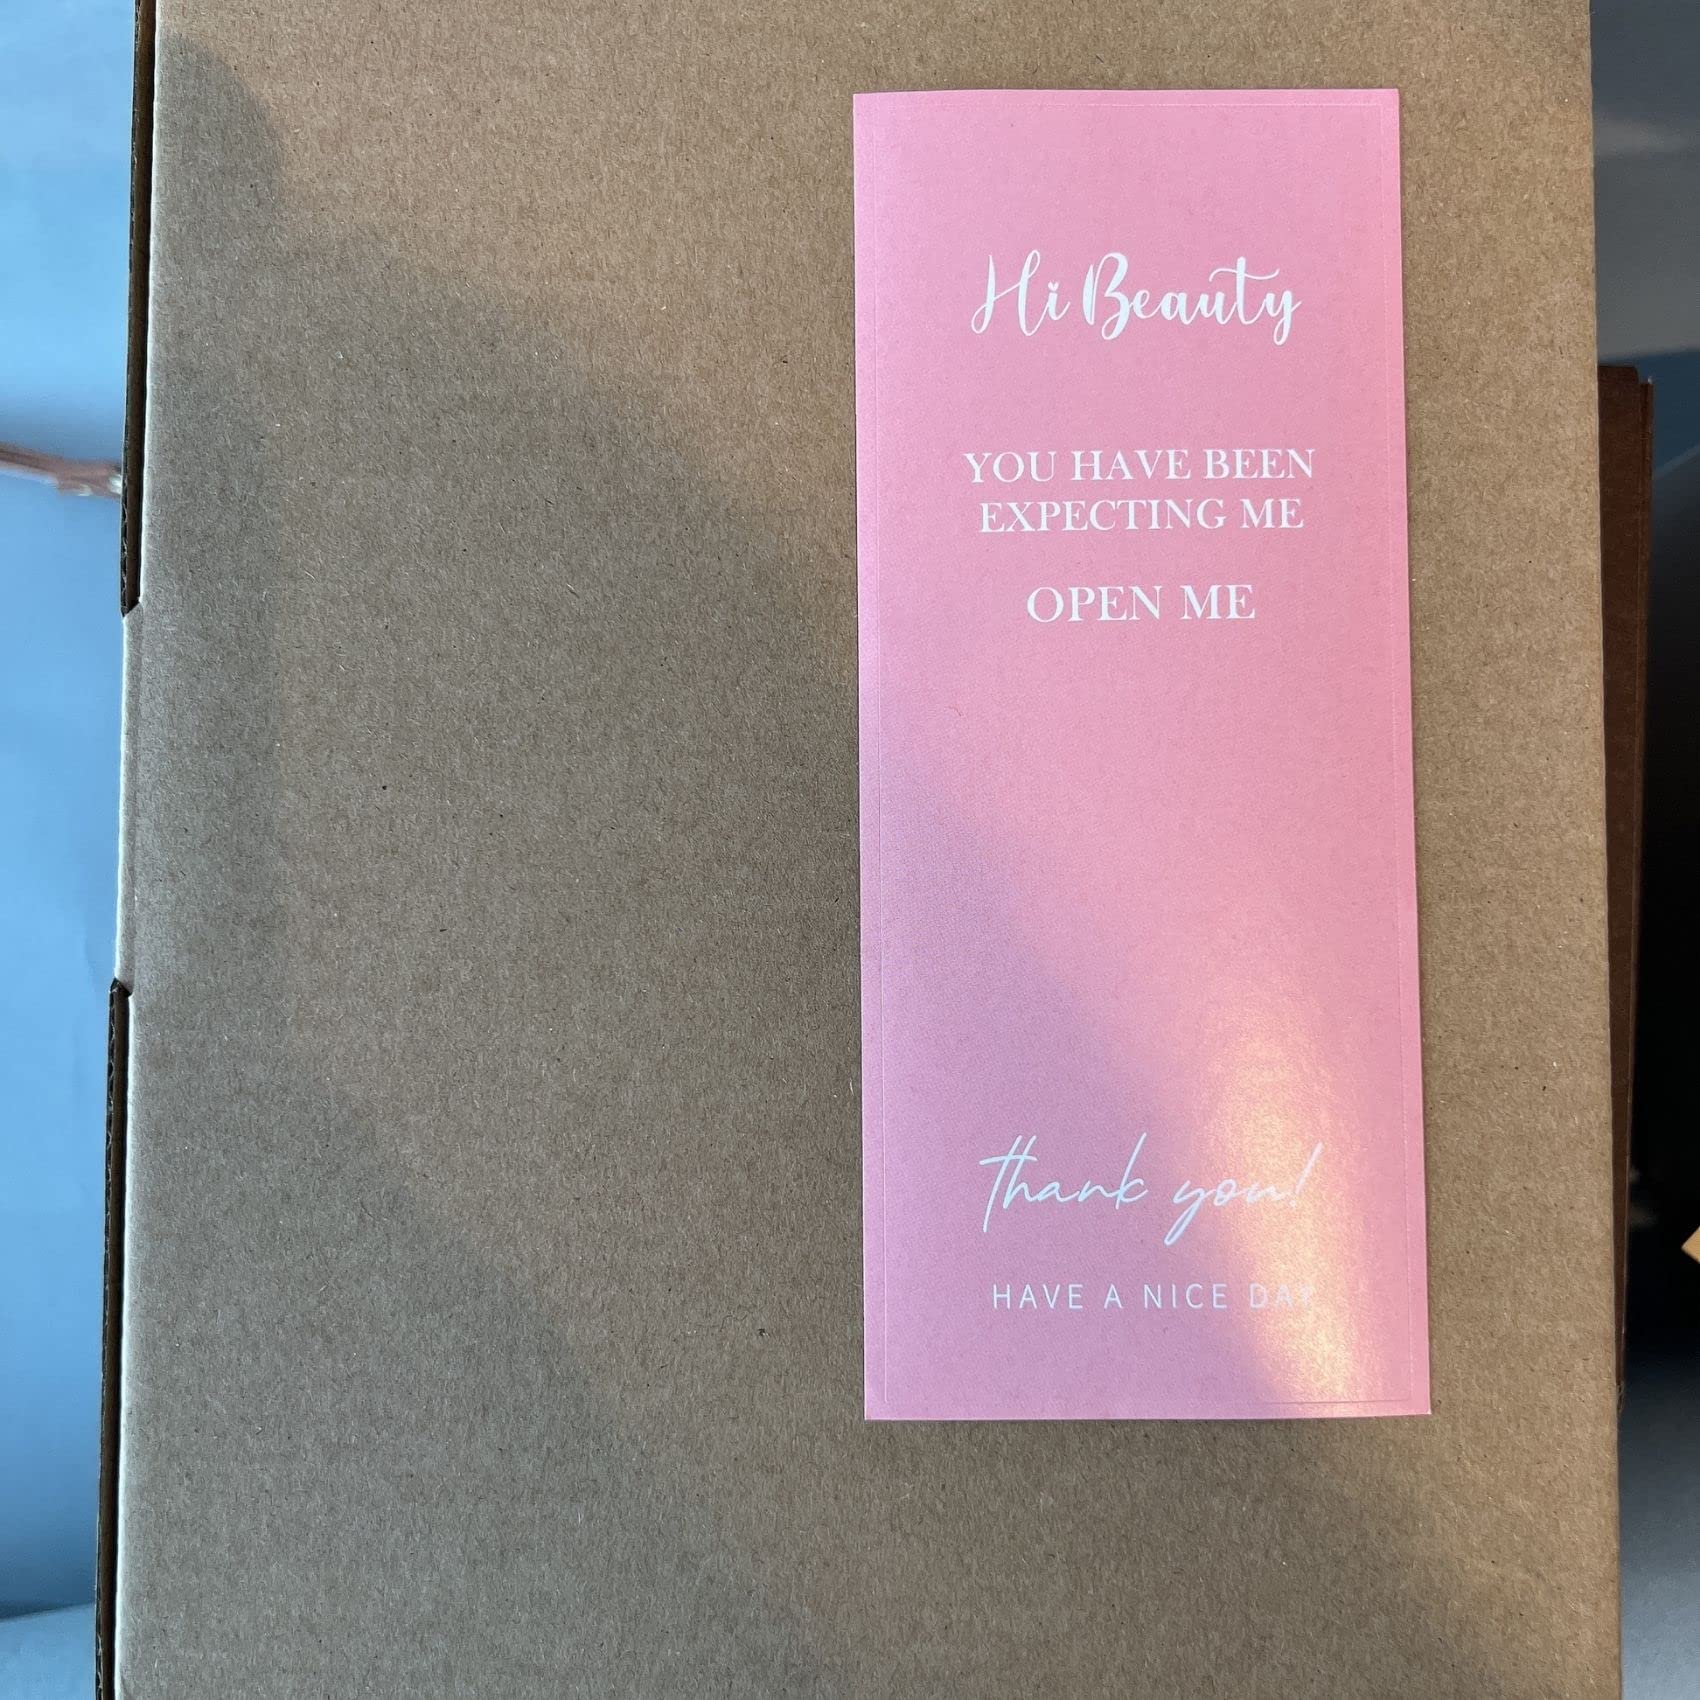 Hi Beauty
YOU HAVE BEEN
EXPECTING ME
OPEN ME
thank you!
HAVE A NICE DAY